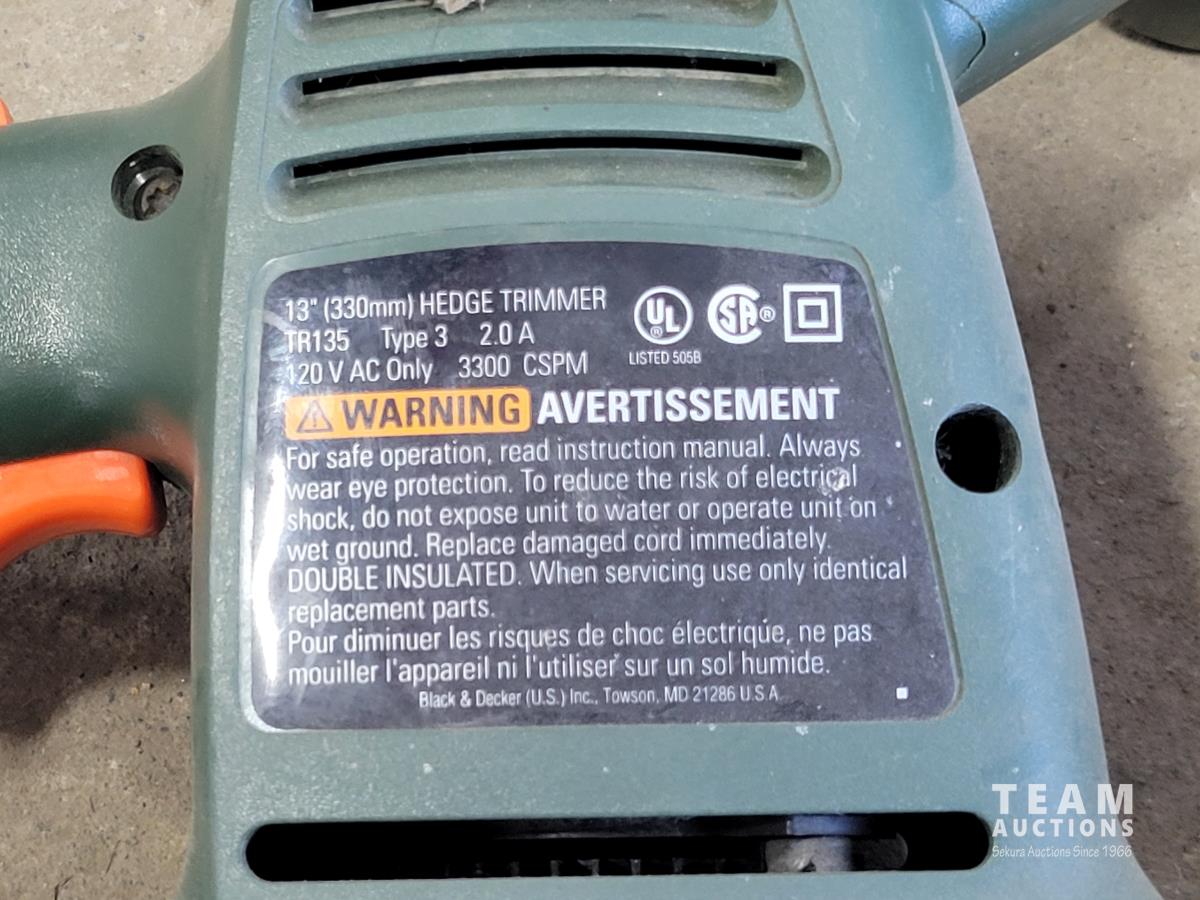 13" (330mm) HEDGE TRIMMER
TR135 Type 3 2.0 A
120 V AC Only 3300 CSPM
UL ®
LISTED 505B
SA ®
WARNING AVERTISSEMENT
For safe operation, read instruction manual. Always
wear eye protection. To reduce the risk of electrical
shock, do not expose unit to water or operate unit on
wet ground. Replace damaged cord immediately.
DOUBLE INSULATED. When servicing use only identical
replacement parts.
Pour diminuer les risques de choc électrique, ne pas
mouiller l'appareil ni l'utiliser sur un sol humide.
Black & Decker (U.S.) Inc., Towson, MD 21286 U.S.A.
TEAM
AUCTIONS
Sekura Auctions Since 1966